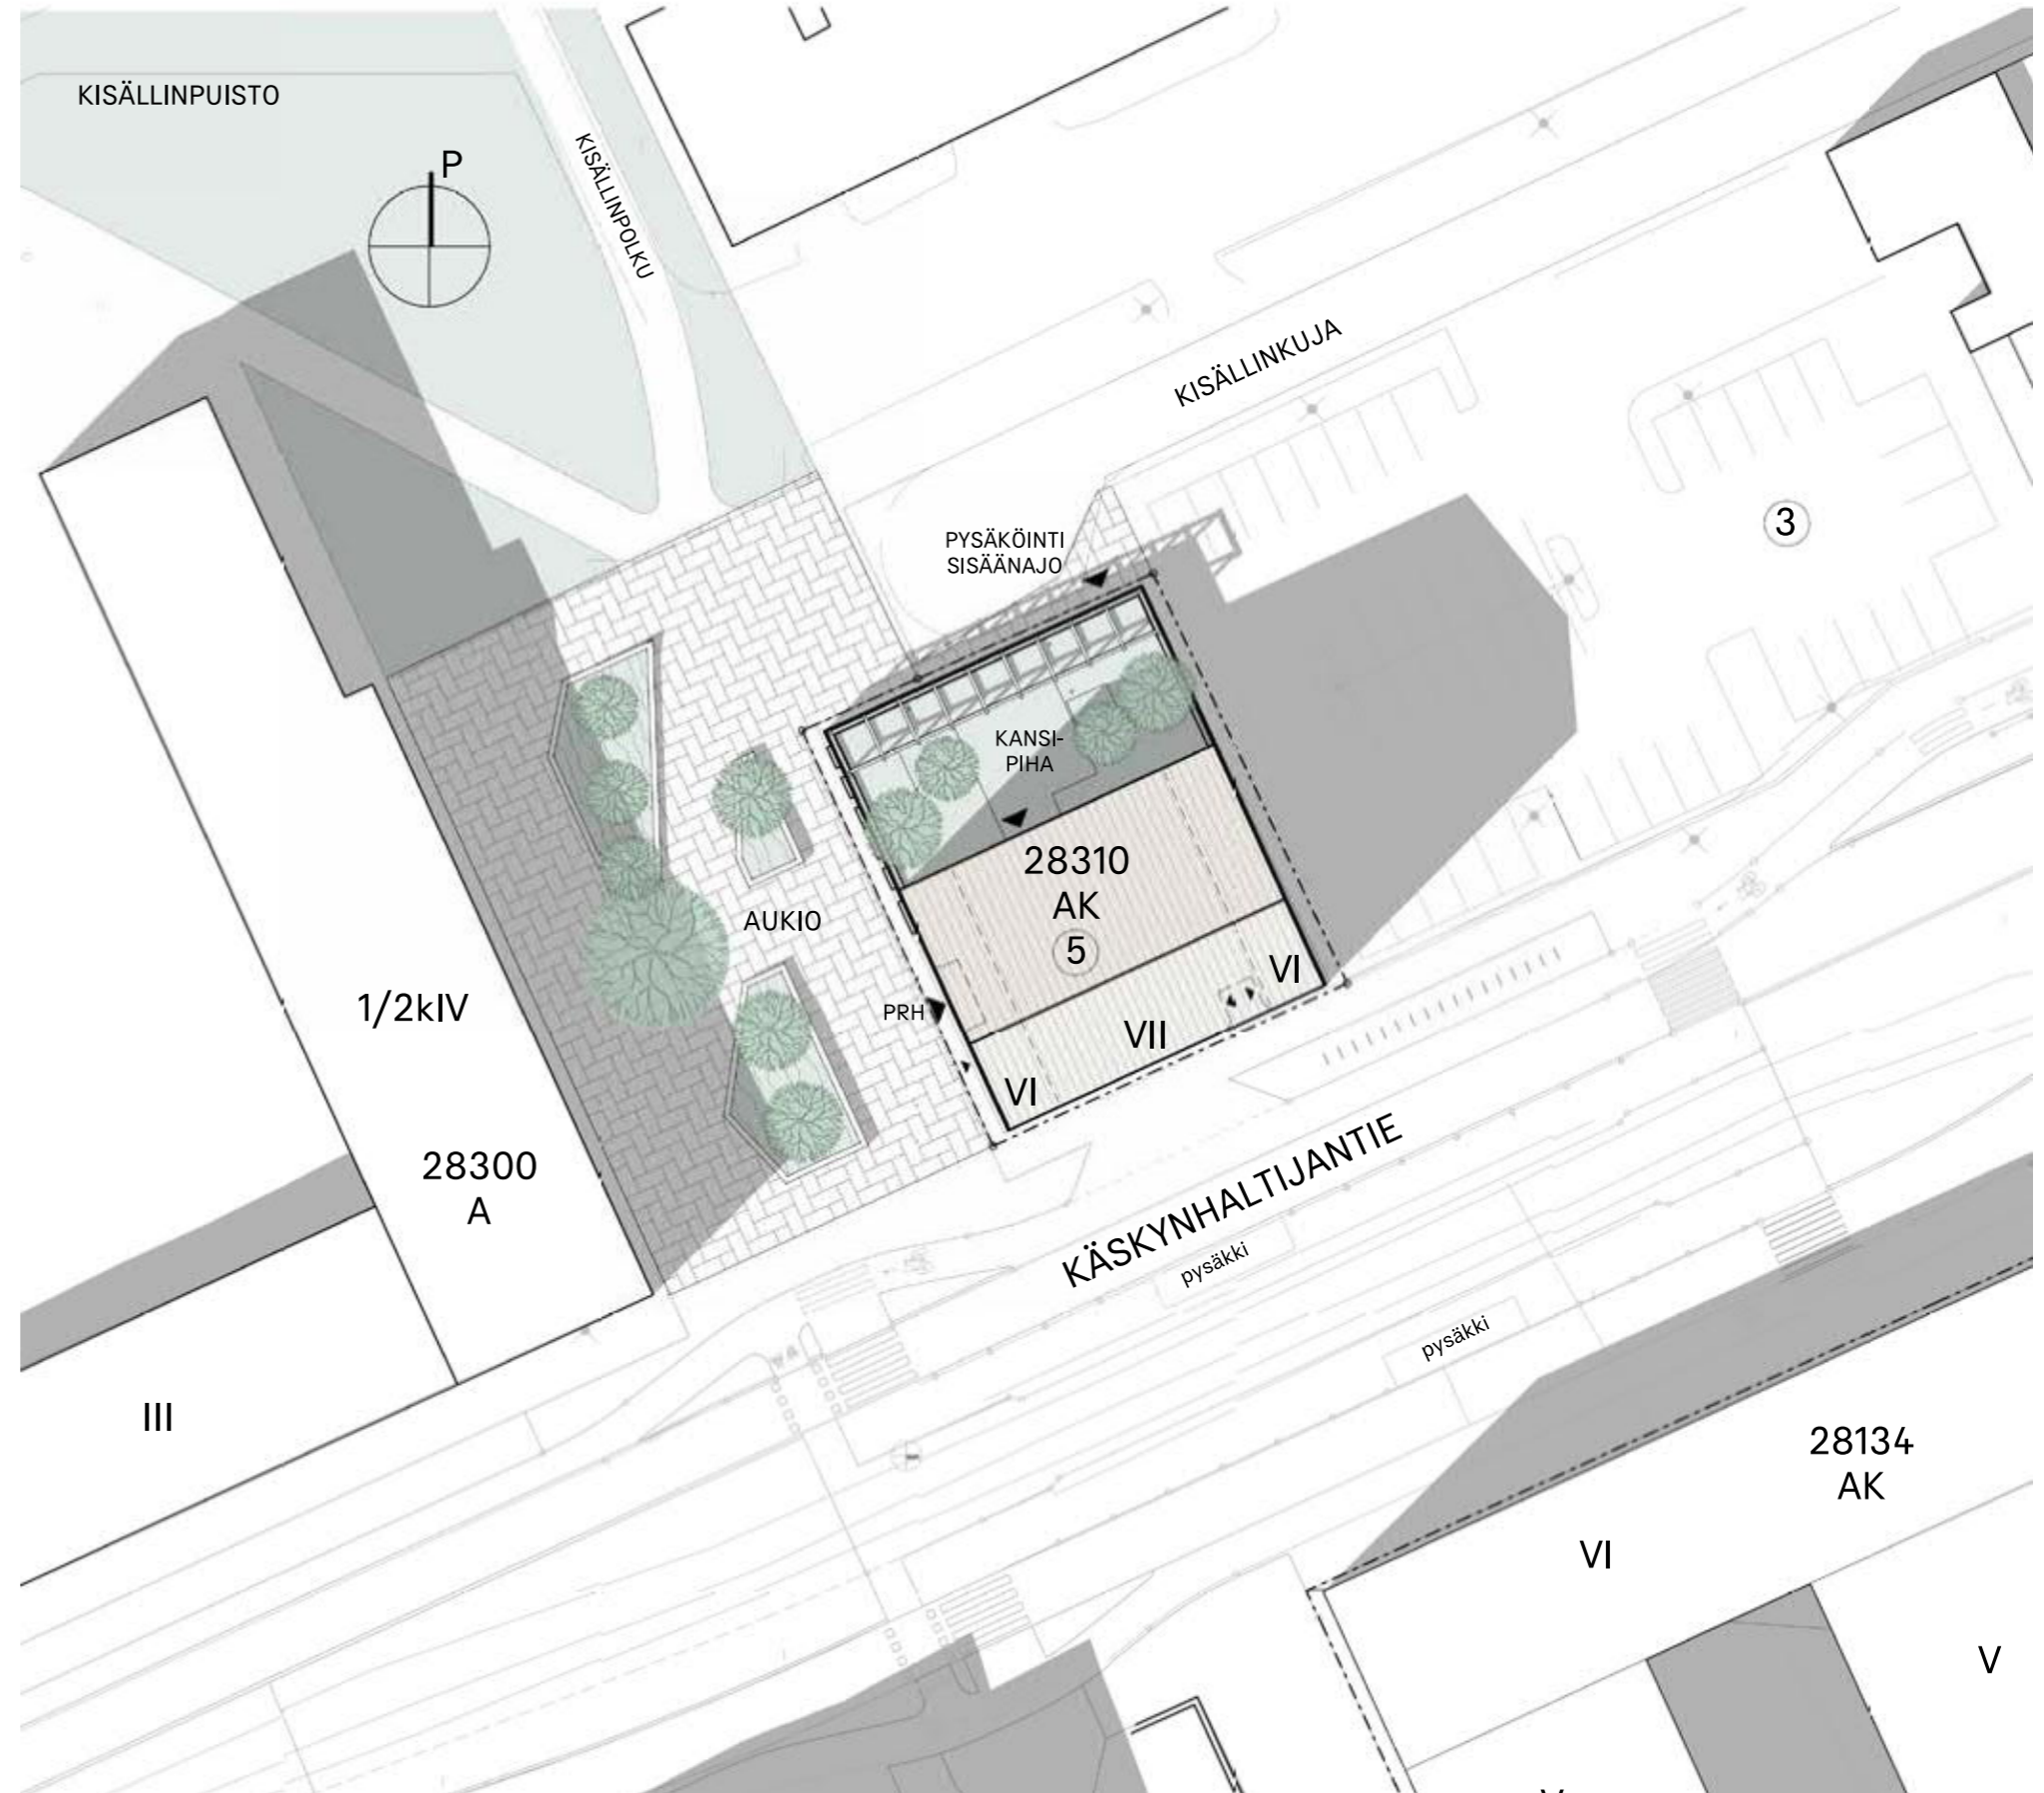 KISÄLLINPUISTO
P
KISÄLLINPOLKU
KISÄLLINKUJA
PYSÄKÖINTI
SISÄÄNAJO
3
KANSI-
PIHA
28310
AK
5
AUKIO
PRH
VI
VII
VI
1/2kIV
28300
A
KÄSKYNHALTIJANTIE
pysäkki
pysäkki
III
28134
AK
VI
V